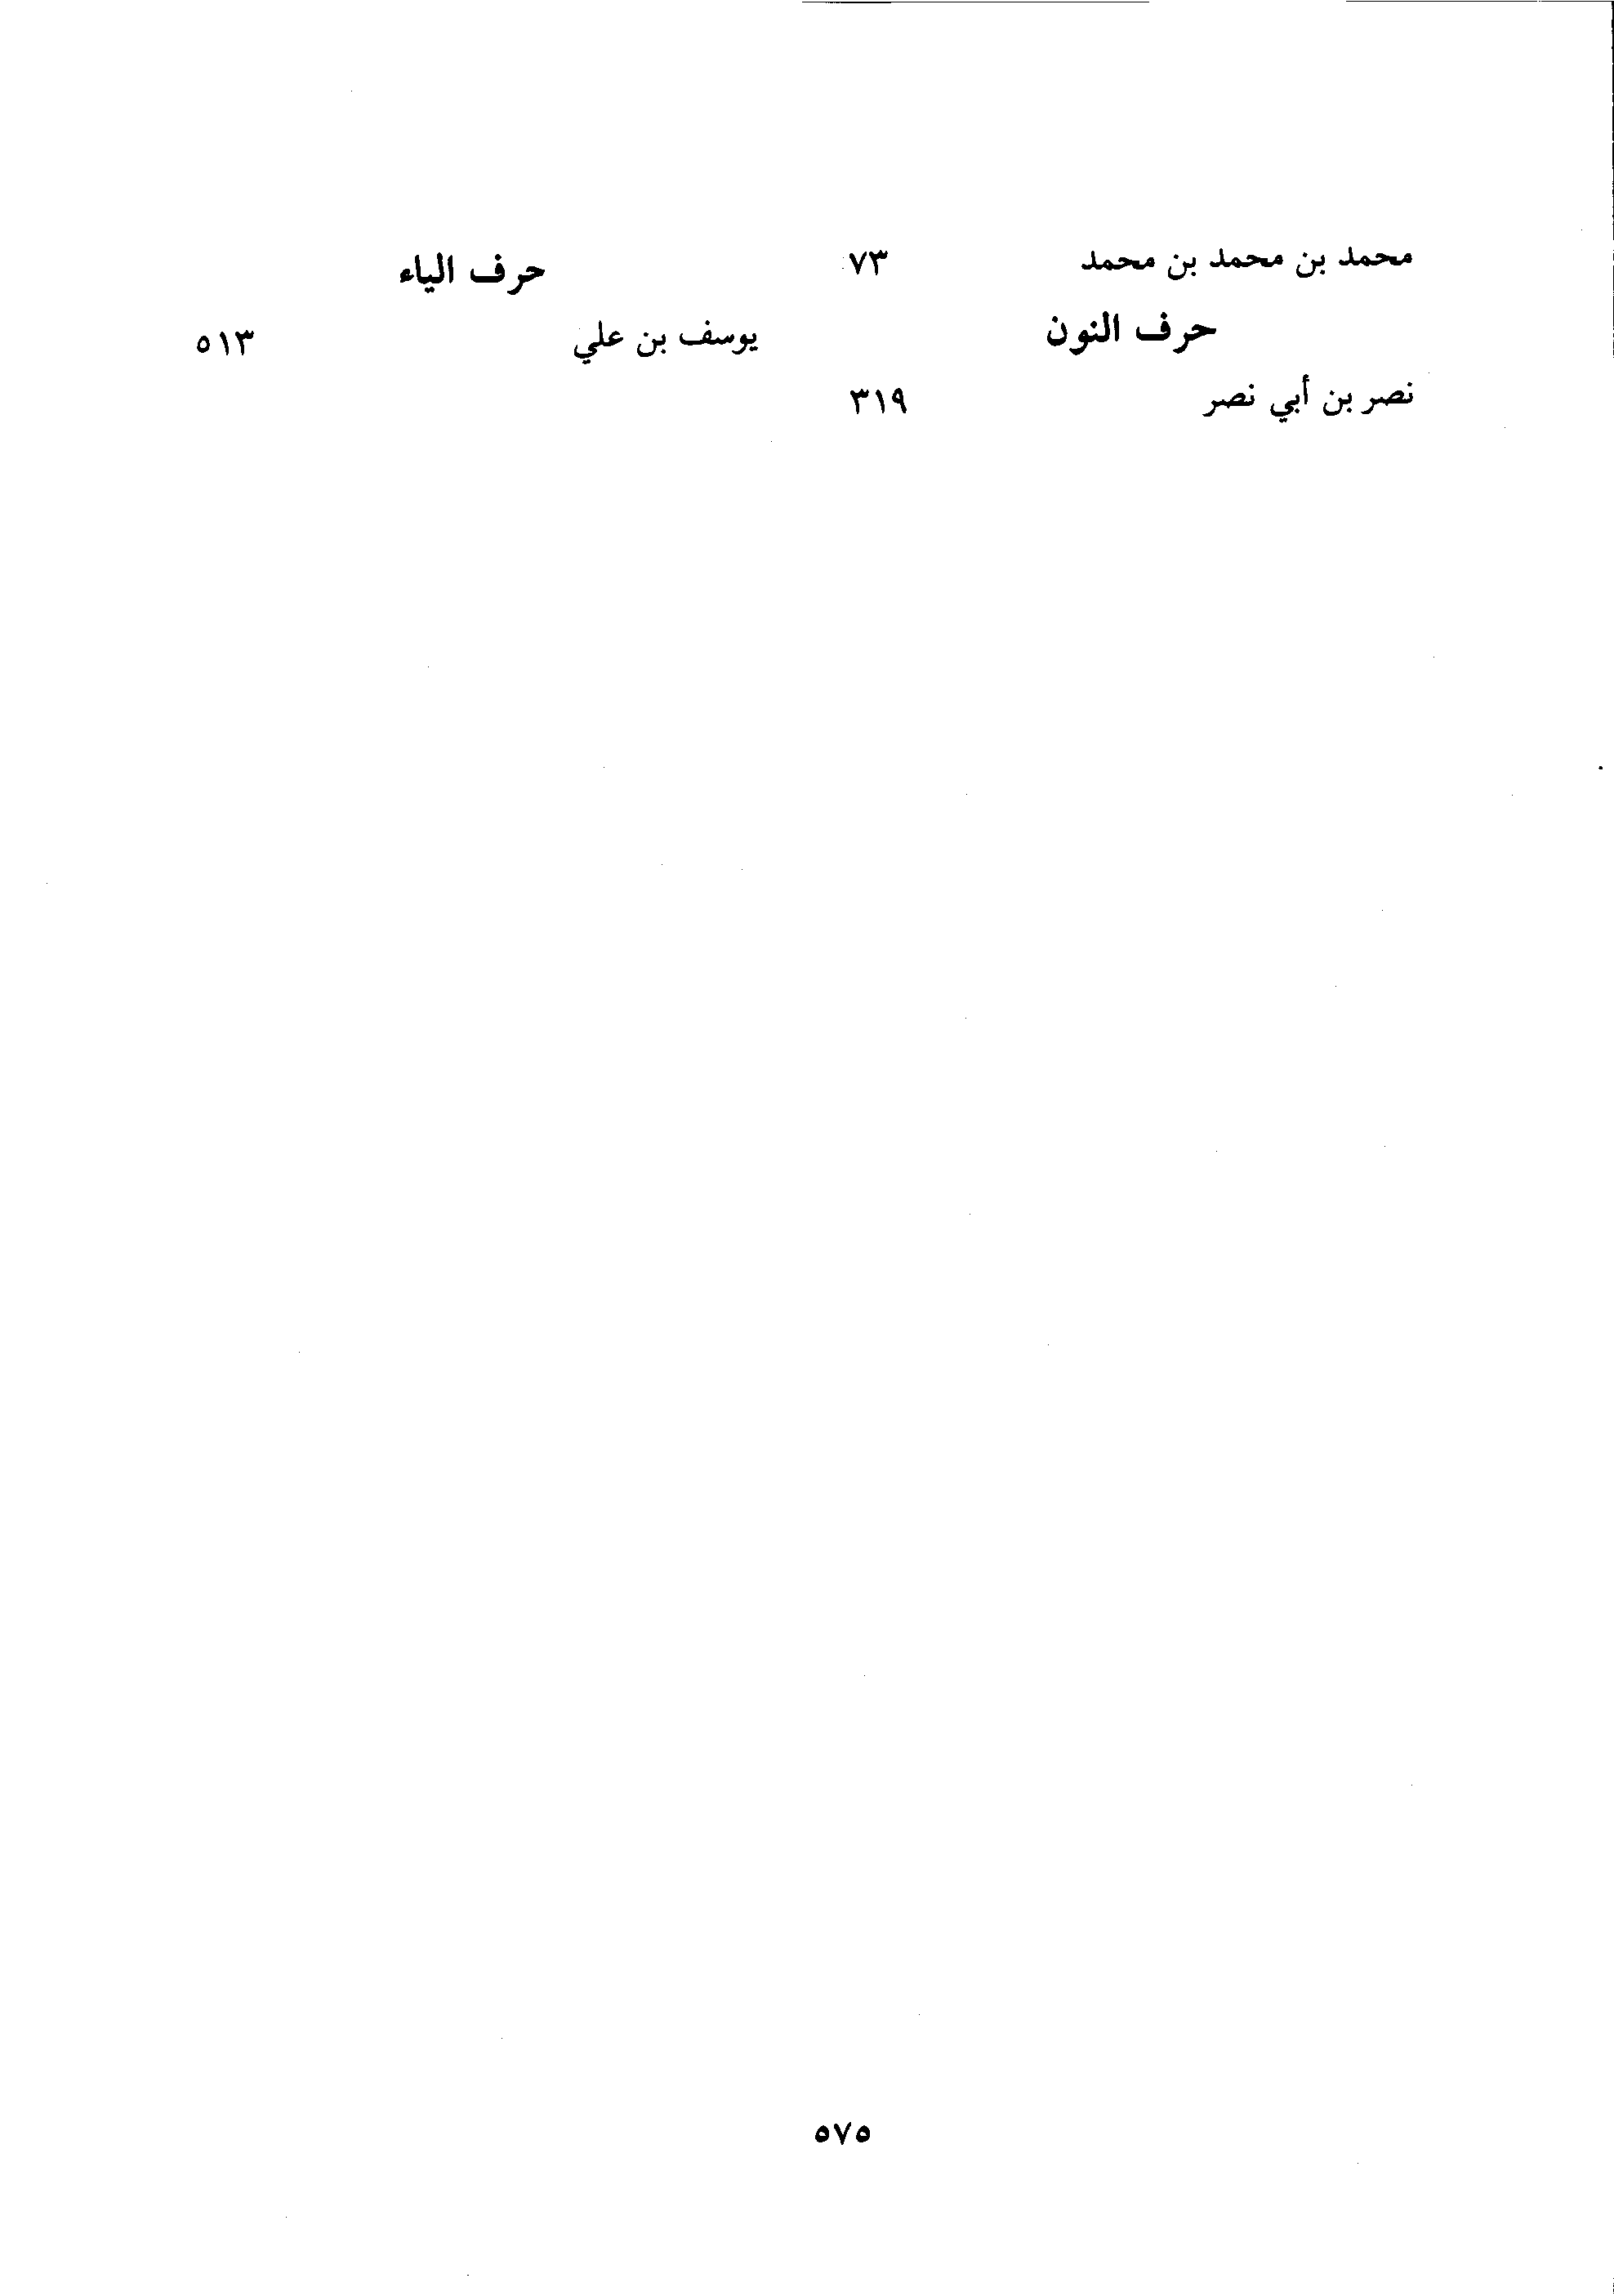 محمد بن محمد بن محمد ٧٣
حرف النون
نصر بن أبي نصر ٣١٩
حرف الياء
يوسف بن علي ٥١٣
٥٧٥